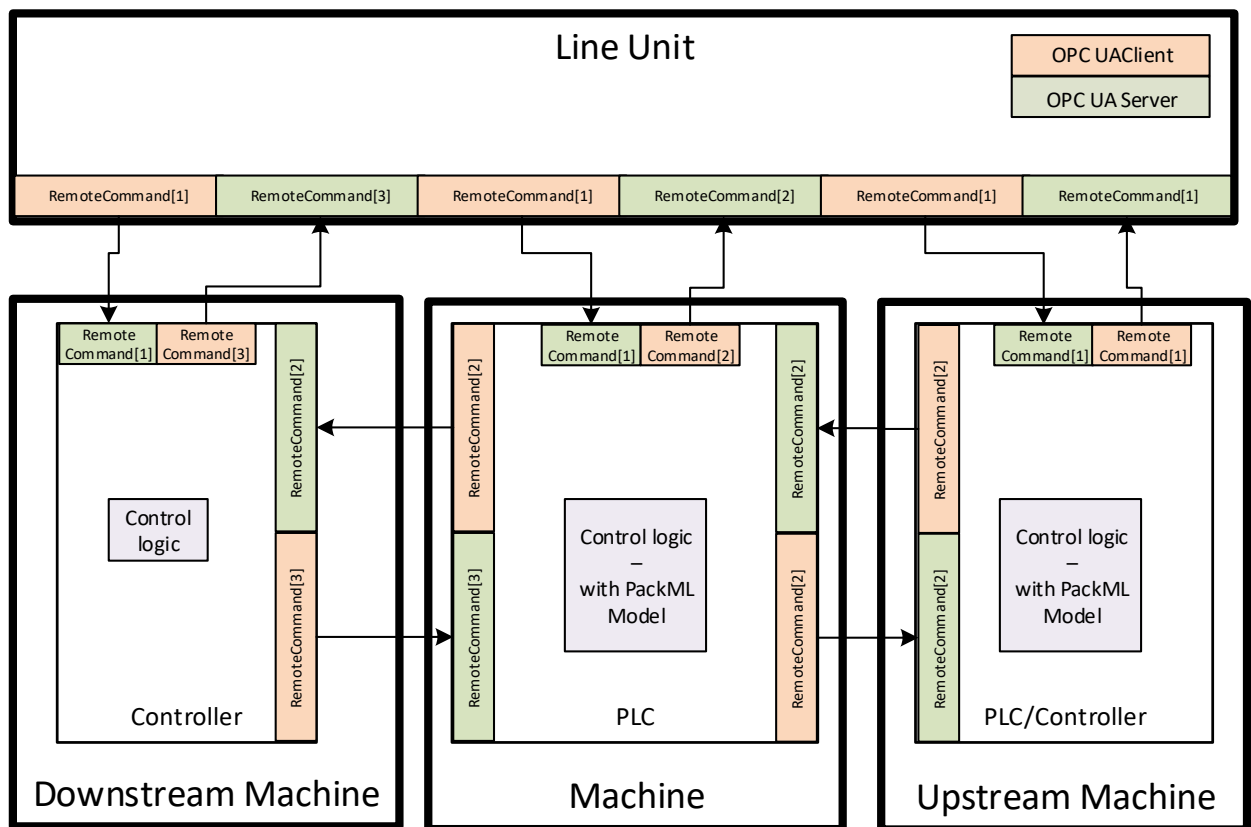 Line Unit
OPC UAClient
OPC UA Server
RemoteCommand[1]
RemoteCommand[3]
RemoteCommand[1]
RemoteCommand[2]
RemoteCommand[1]
RemoteCommand[1]
Remote
Command[1]
Remote
Command[3]
RemoteCommand[2]
RemoteCommand[3]
Control
logic
Controller
Downstream Machine
RemoteCommand[2]
RemoteCommand[3]
Remote
Command[1]
Remote
Command[2]
RemoteCommand[2]
RemoteCommand[2]
Control logic
–
with PackML
Model
PLC
Machine
RemoteCommand[2]
RemoteCommand[2]
Remote
Command[1]
Remote
Command[1]
Control logic
–
with PackML
Model
PLC/Controller
Upstream Machine